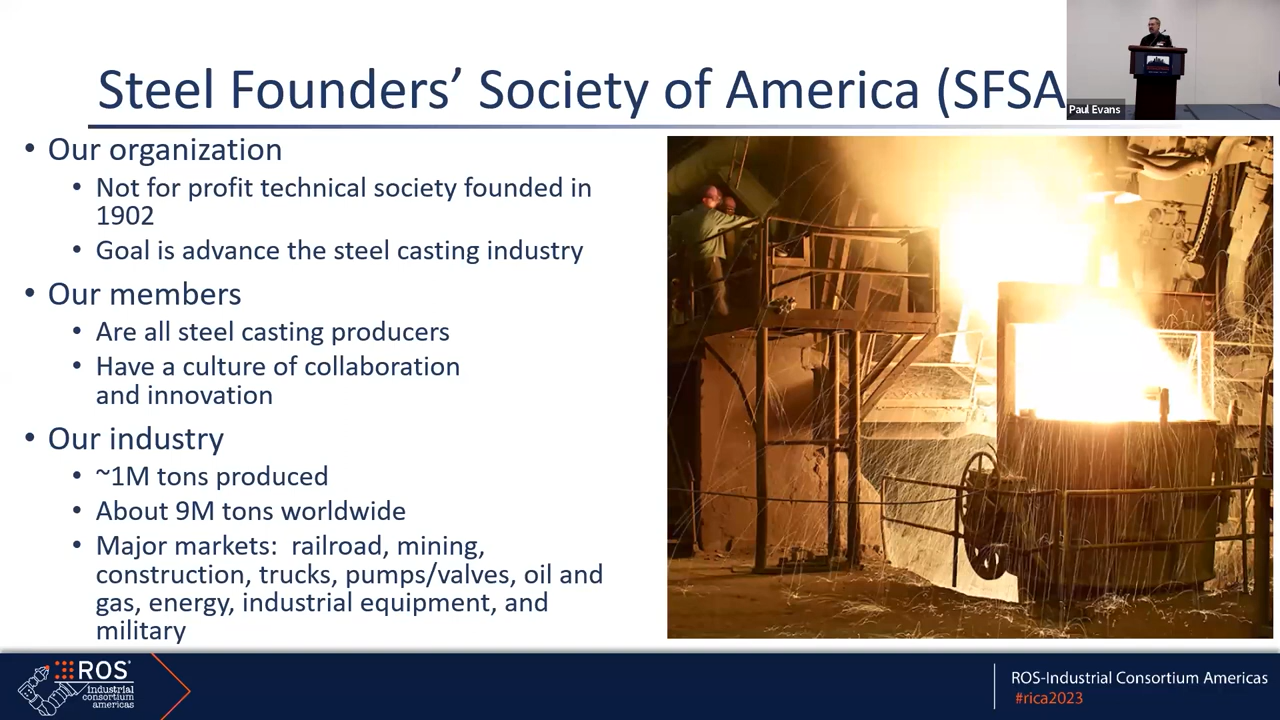 Steel Founders’ Society of America (SFSA
Paul Evans
• Our organization
• Not for profit technical society founded in
1902
• Goal is advance the steel casting industry
• Our members
• Are all steel casting producers
• Have a culture of collaboration
and innovation
• Our industry
• ~1M tons produced
• About 9M tons worldwide
• Major markets:  railroad, mining,
construction, trucks, pumps/valves, oil and
gas, energy, industrial equipment, and
military
ROS
industrial
consortium
americas
ROS-Industrial Consortium Americas
#rica2023